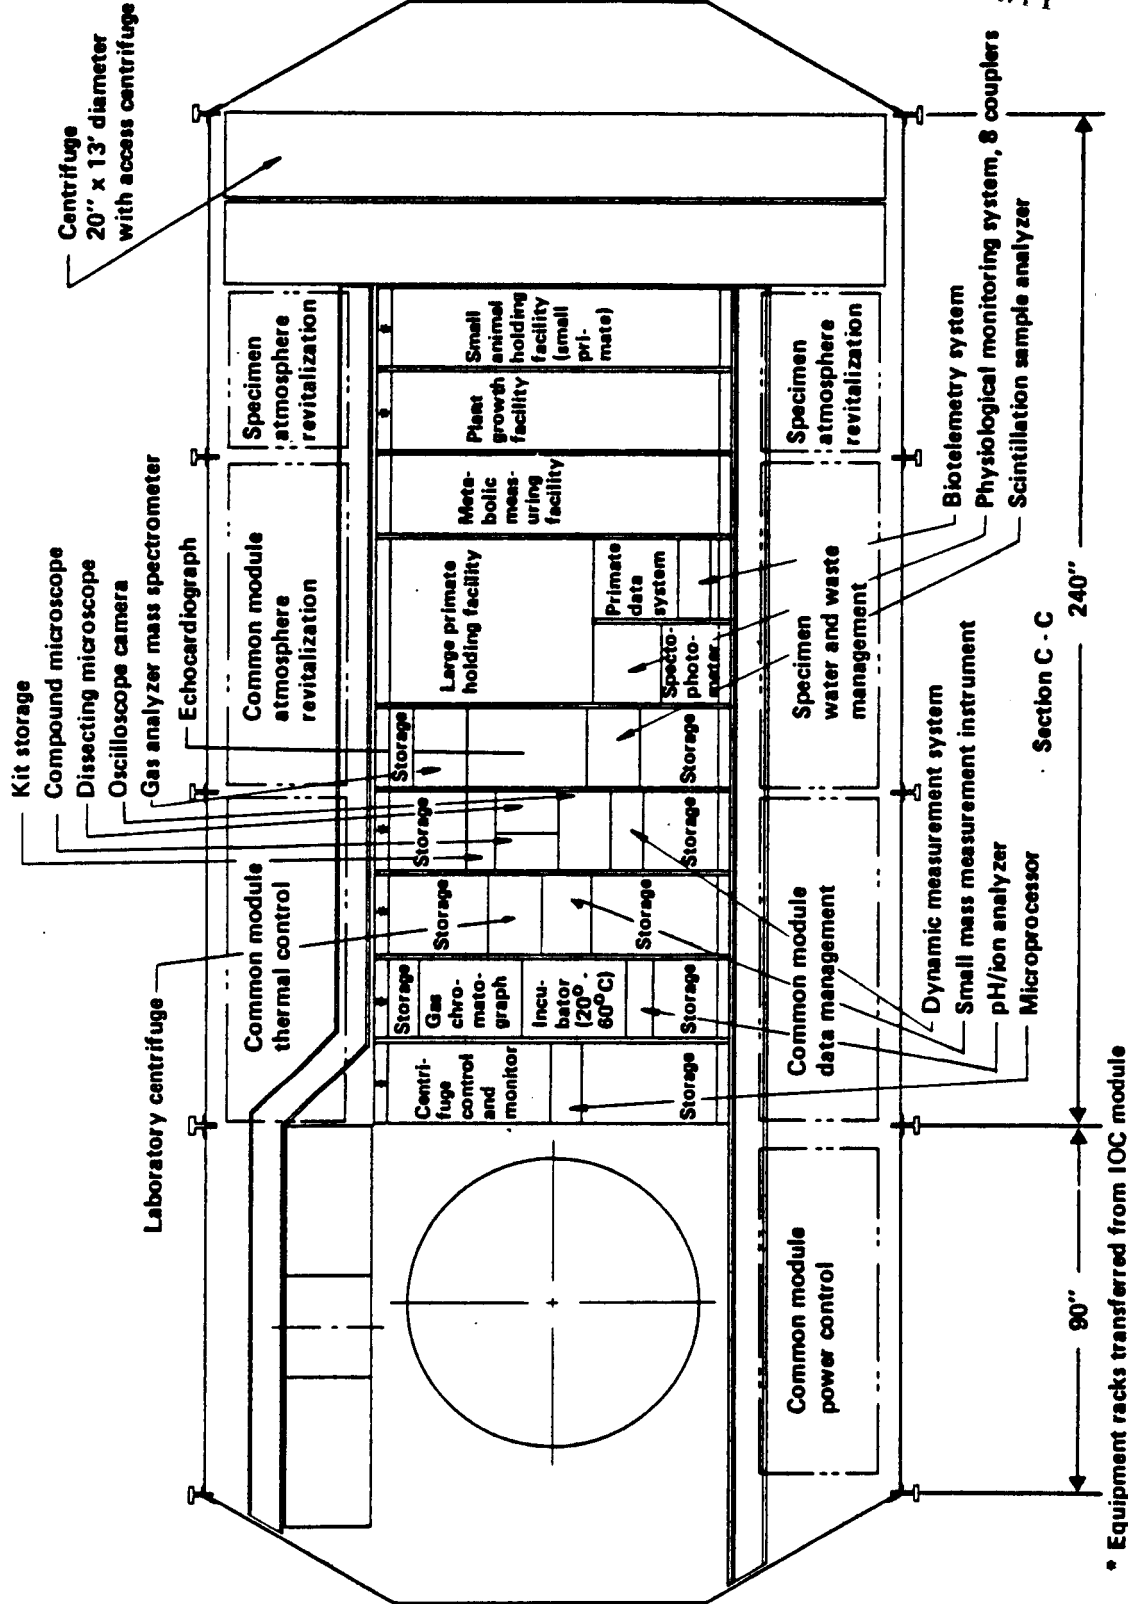 Kit storage
Compound microscope
Dissecting microscope
Oscilloscope camera
Gas analyzer mass spectrometer
Echocardiograph
Laboratory centrifuge
Centrifuge
20" x 13' diameter
with access centrifuge
Common module
thermal control
Common module
atmosphere
revitalization
Specimen
atmosphere
revitalization
*
Centri-
fuge
control
and
monitor
Storage
*
Storage
Gas
chro-
mato-
graph
Incu-
bator
(20° -
60°C)
Storage
*
Storage
Storage
*
Storage
Storage
Storage
Storage
Large primate
holding facility
Specto-
photo-
meter
Primate
data
system
Meta-
bolic
meas-
uring
facility
*
Plant
growth
facility
*
Small
animal
holding
facility
(small
pri-
mate)
Common module
power control
Common module
data management
Specimen
water and waste
management
Specimen
atmosphere
revitalization
Dynamic measurement system
Small mass measurement instrument
pH/ion analyzer
Microprocessor
Biotelemetry system
Physiological monitoring system, 8 couplers
Scintillation sample analyzer
Section C - C
90"
240"
* Equipment racks transferred from IOC module